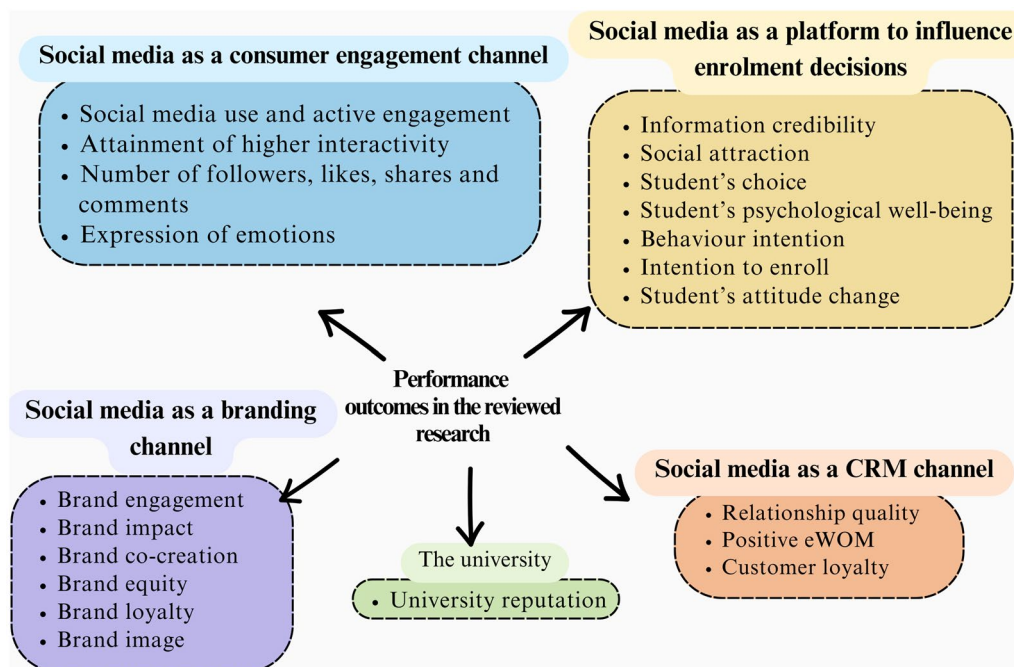 Social media as a consumer engagement channel
• Social media use and active engagement
• Attainment of higher interactivity
• Number of followers, likes, shares and
comments
• Expression of emotions
Social media as a platform to influence
enrolment decisions
• Information credibility
• Social attraction
• Student’s choice
• Student’s psychological well-being
• Behaviour intention
• Intention to enroll
• Student’s attitude change
Performance
outcomes in the reviewed
research
Social media as a branding
channel
• Brand engagement
• Brand impact
• Brand co-creation
• Brand equity
• Brand loyalty
• Brand image
The university
• University reputation
Social media as a CRM channel
• Relationship quality
• Positive eWOM
• Customer loyalty